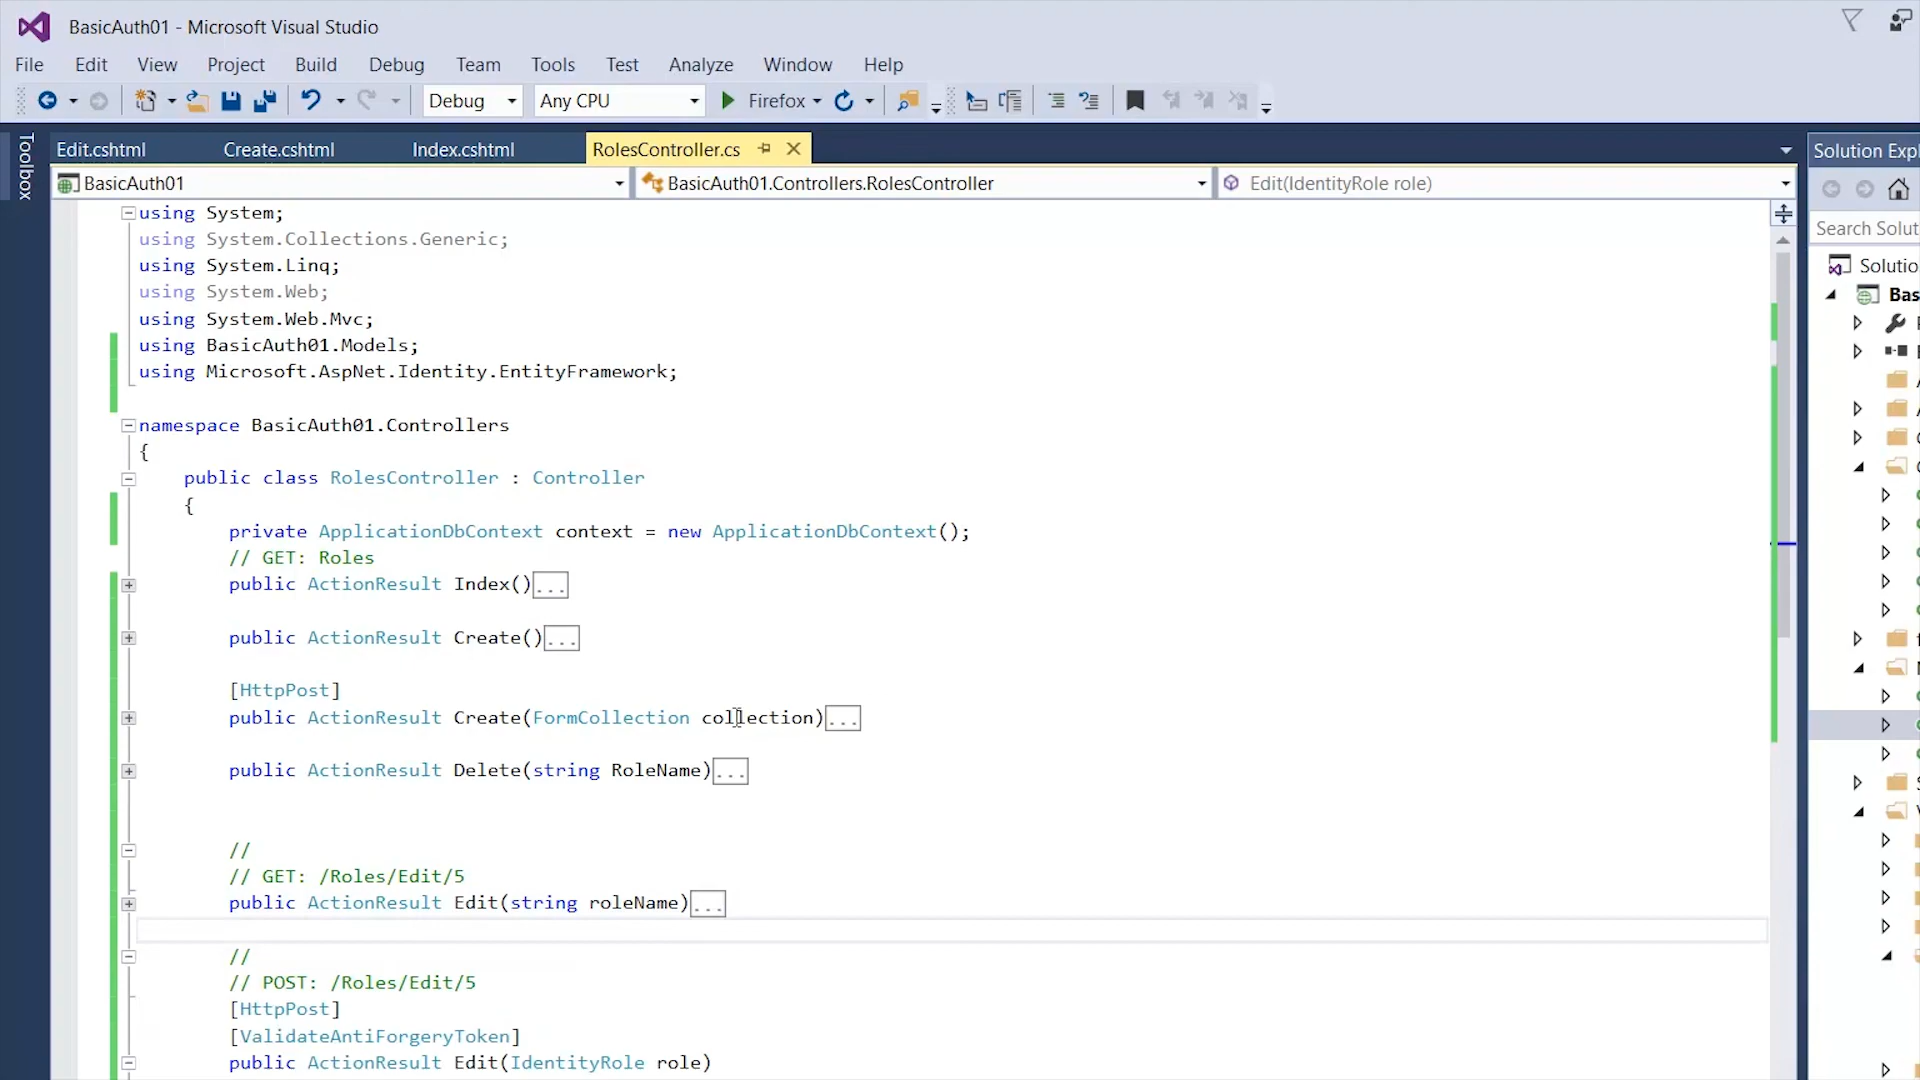 BasicAuth01 - Microsoft Visual Studio
File Edit View Project Build Debug Team Tools Test Analyze Window Help
Debug Any CPU Firefox
Toolbox
Edit.cshtml Create.cshtml Index.cshtml RolesController.cs
Solution Expl
BasicAuth01 BasicAuth01.Controllers.RolesController Edit(IdentityRole role)
Search Solut
Solutio
Bas
using System;
using System.Collections.Generic;
using System.Linq;
using System.Web;
using System.Web.Mvc;
using BasicAuth01.Models;
using Microsoft.AspNet.Identity.EntityFramework;
namespace BasicAuth01.Controllers
{
public class RolesController : Controller
{
private ApplicationDbContext context = new ApplicationDbContext();
// GET: Roles
public ActionResult Index()...
public ActionResult Create()...
[HttpPost]
public ActionResult Create(FormCollection collection)...
public ActionResult Delete(string RoleName)...
//
// GET: /Roles/Edit/5
public ActionResult Edit(string roleName)...
//
// POST: /Roles/Edit/5
[HttpPost]
[ValidateAntiForgeryToken]
public ActionResult Edit(IdentityRole role)